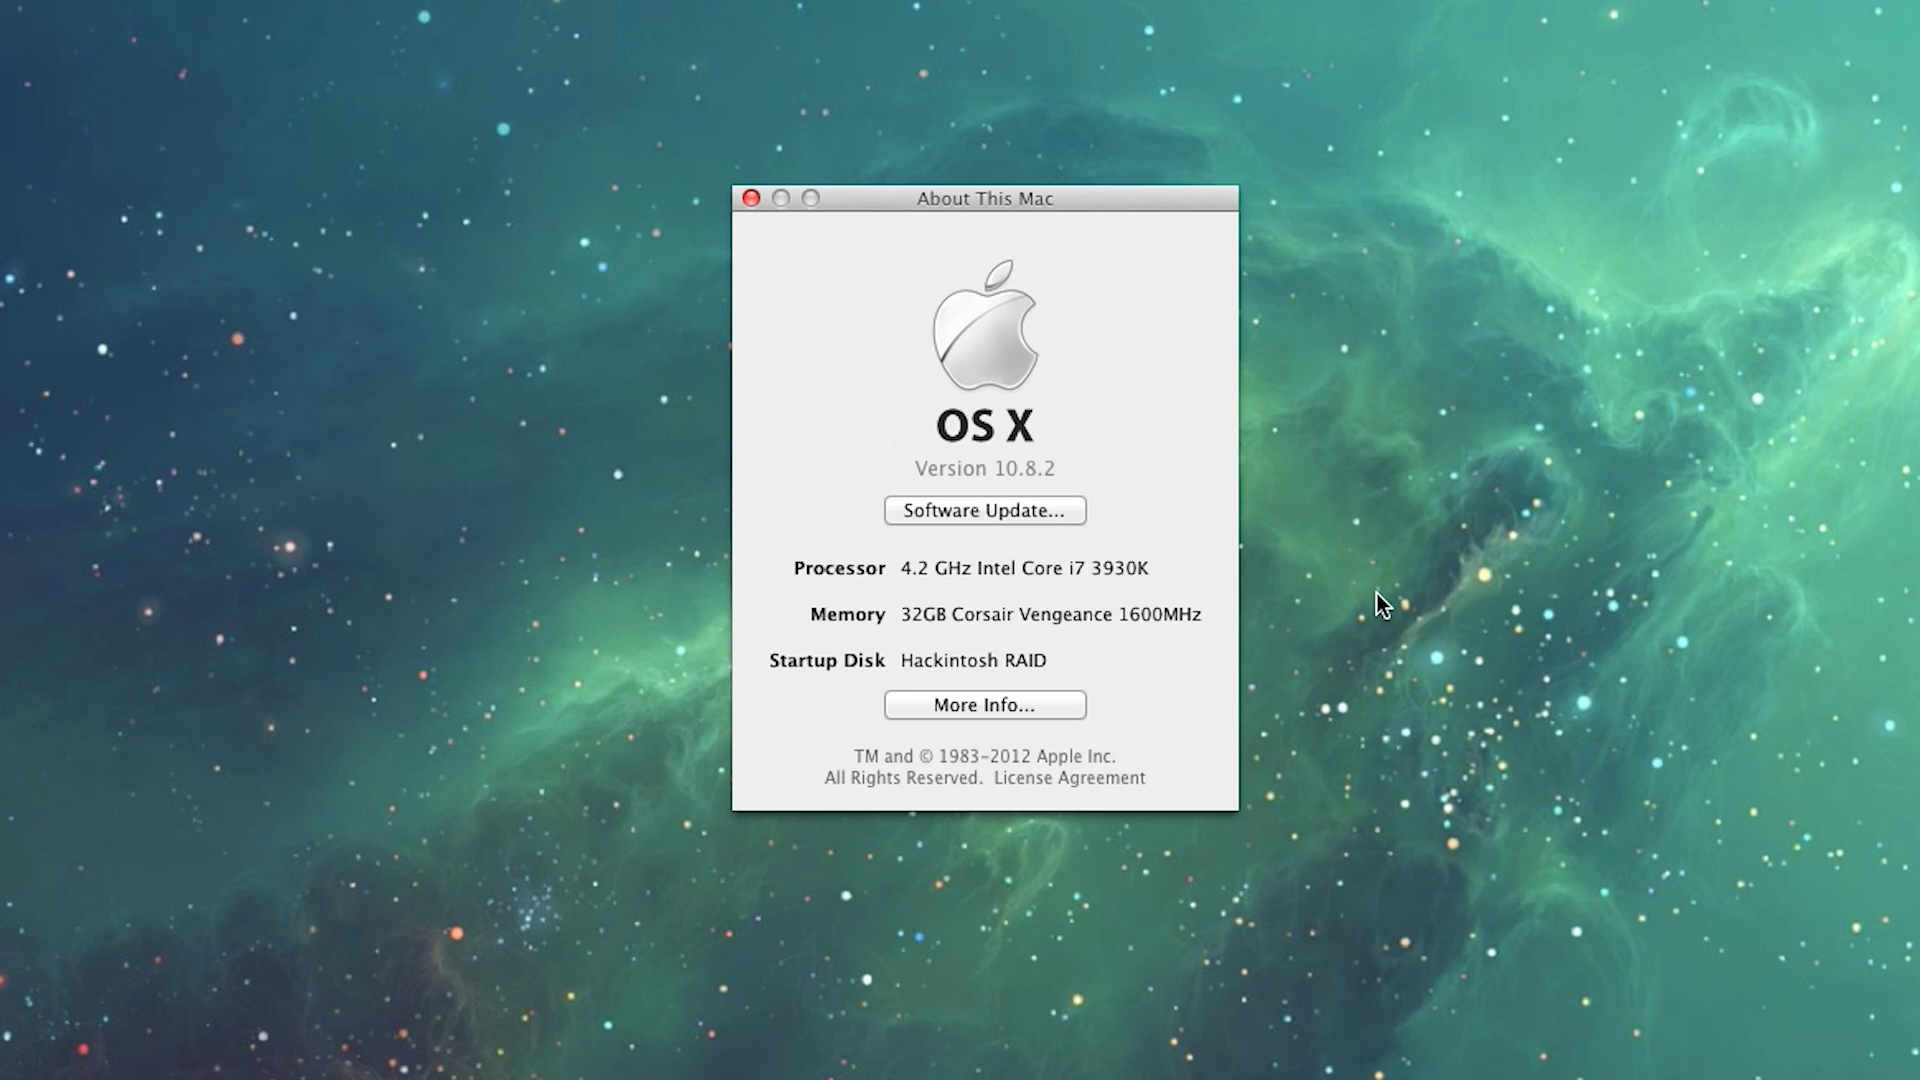 About This Mac
OS X
Version 10.8.2
Software Update...
Processor 4.2 GHz Intel Core i7 3930K
Memory 32GB Corsair Vengeance 1600MHz
Startup Disk Hackintosh RAID
More Info...
TM and © 1983-2012 Apple Inc.
All Rights Reserved. License Agreement